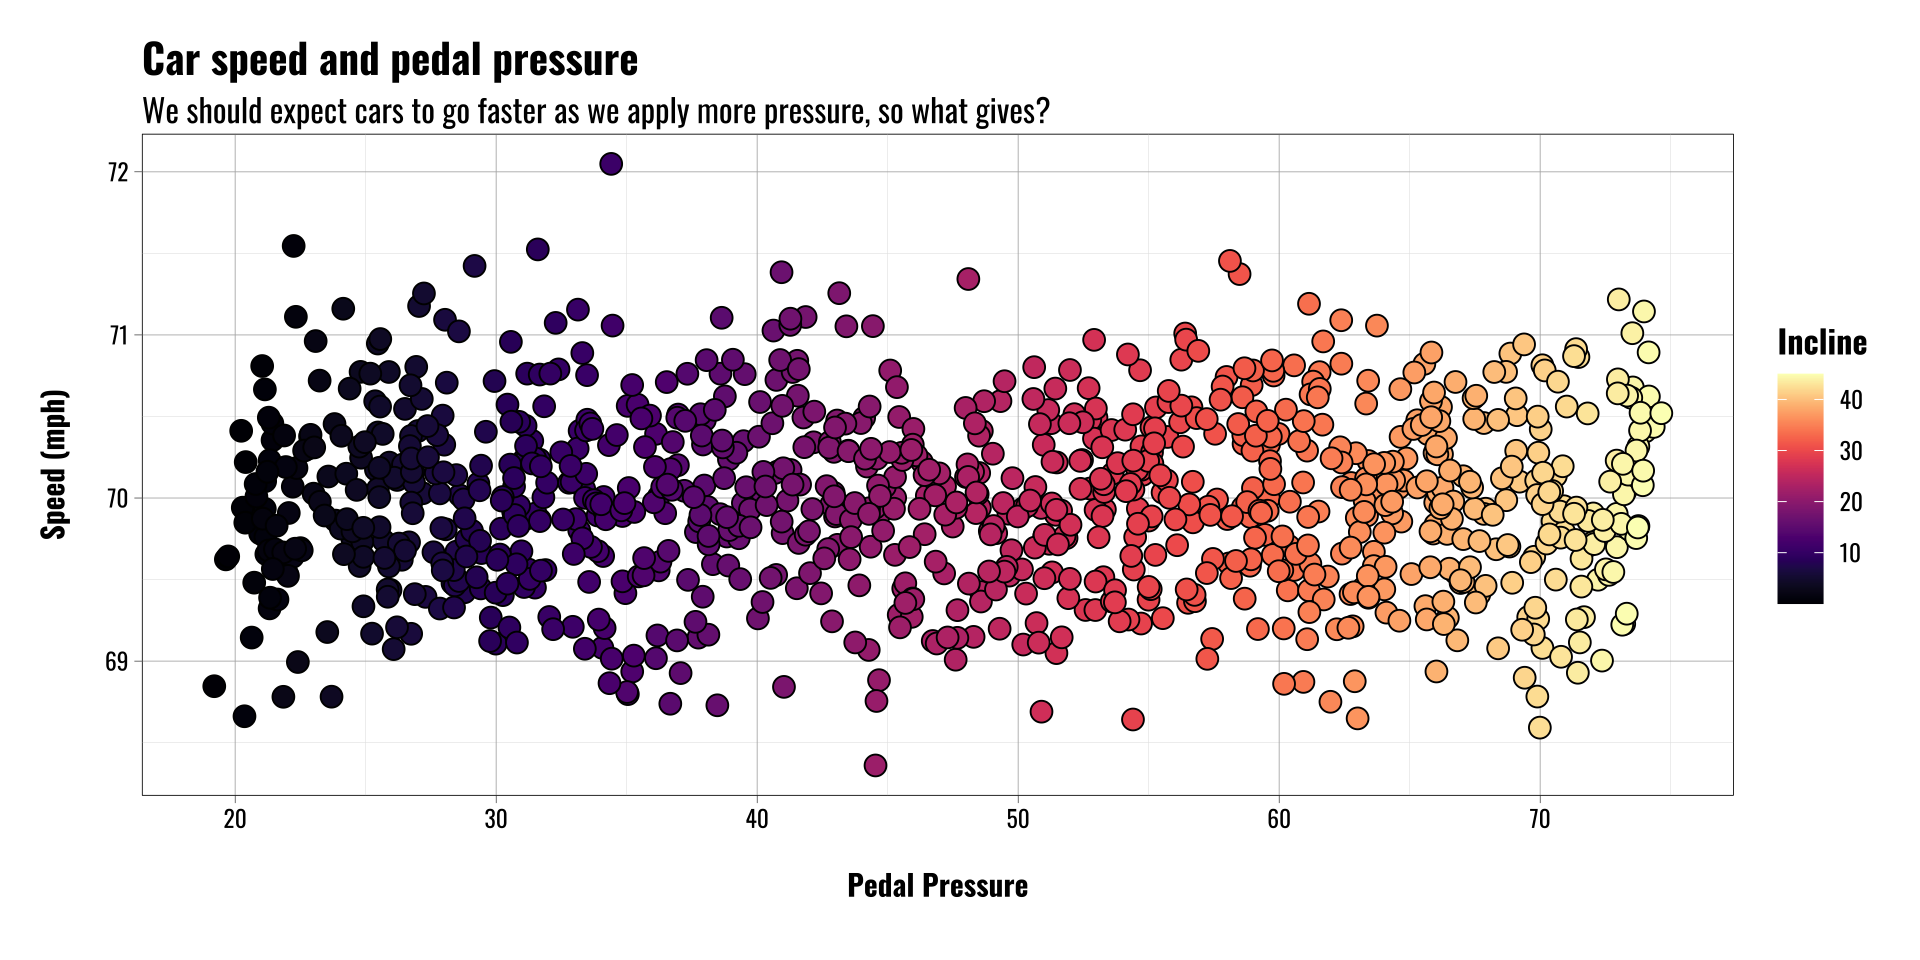 Car speed and pedal pressure
We should expect cars to go faster as we apply more pressure, so what gives?
72
71
70
69
Speed (mph)
20 30 40 50 60 70
Pedal Pressure
Incline
40
30
20
10